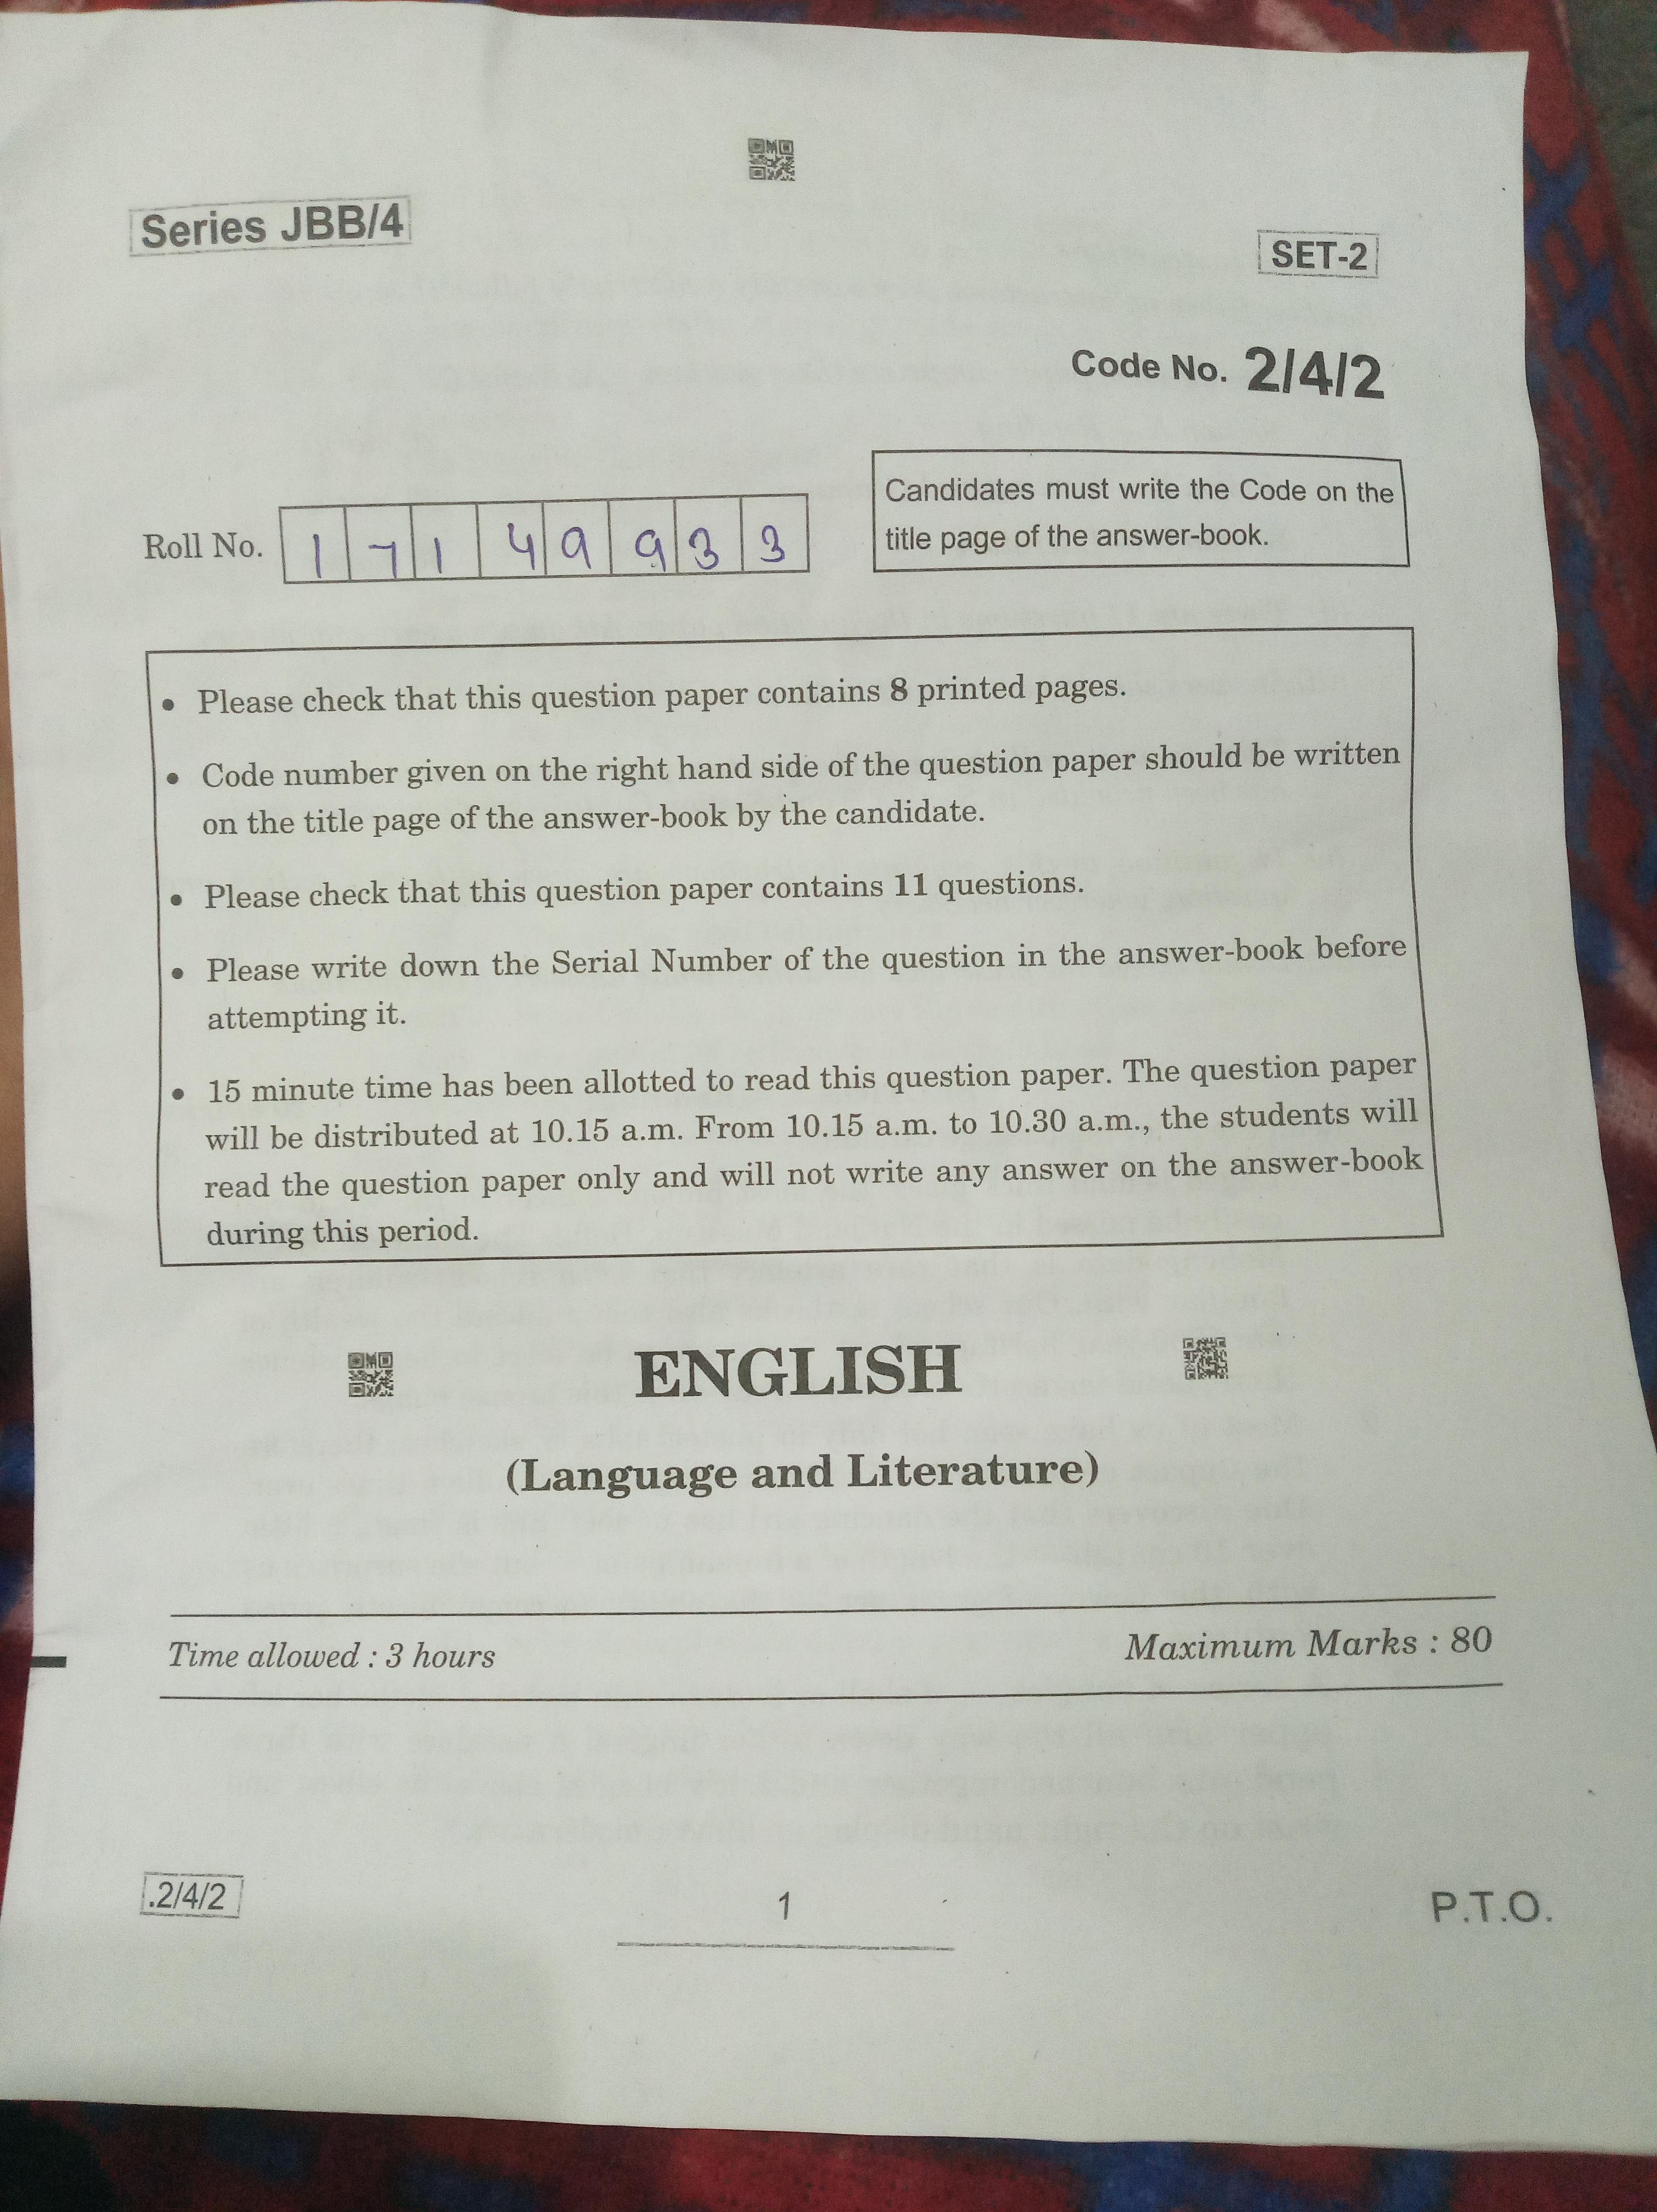 Series JBB/4
SET-2
Code No. 2/4/2
Roll No. 1 7 1 4 9 9 3 3
Candidates must write the Code on the
title page of the answer-book.
• Please check that this question paper contains 8 printed pages.
• Code number given on the right hand side of the question paper should be written
on the title page of the answer-book by the candidate.
• Please check that this question paper contains 11 questions.
• Please write down the Serial Number of the question in the answer-book before
attempting it.
• 15 minute time has been allotted to read this question paper. The question paper
will be distributed at 10.15 a.m. From 10.15 a.m. to 10.30 a.m., the students will
read the question paper only and will not write any answer on the answer-book
during this period.
ENGLISH
(Language and Literature)
Time allowed : 3 hours
Maximum Marks : 80
.2/4/2
1
P.T.O.